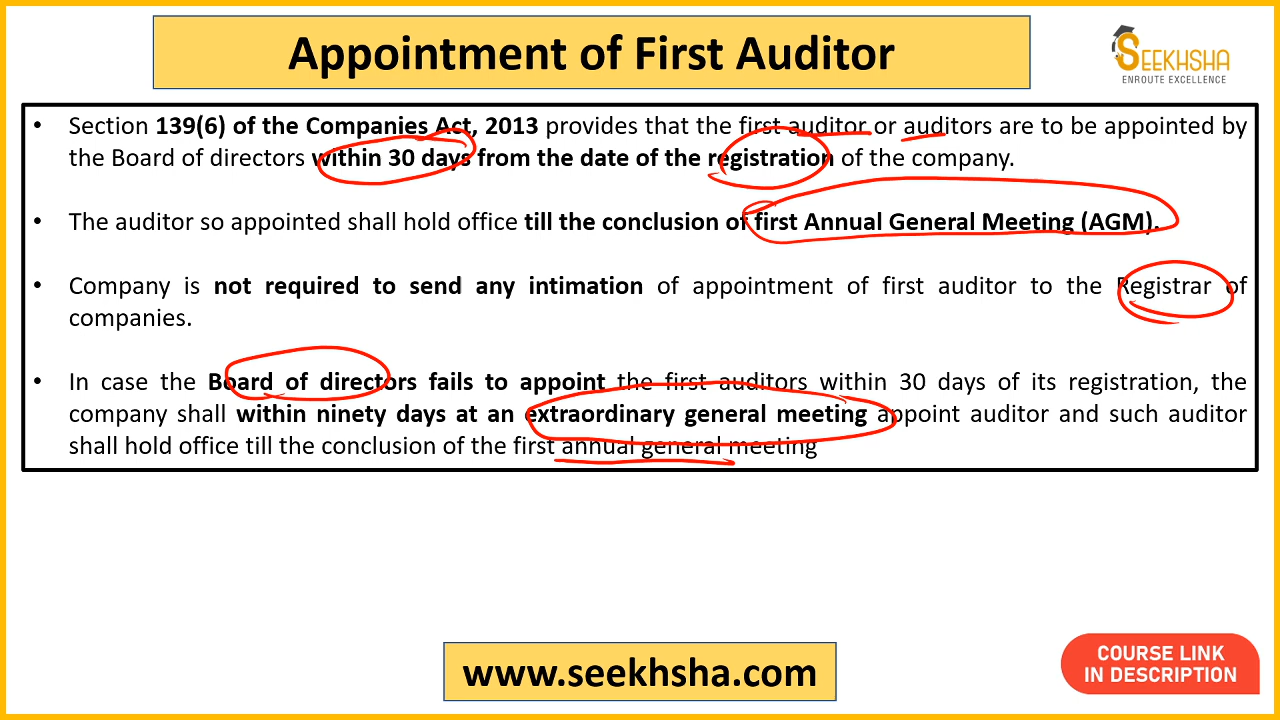 Appointment of First Auditor
SEEKHSHA
ENROUTE EXCELLENCE
• Section 139(6) of the Companies Act, 2013 provides that the first auditor or auditors are to be appointed by
the Board of directors within 30 days from the date of the registration of the company.
• The auditor so appointed shall hold office till the conclusion of first Annual General Meeting (AGM).
• Company is not required to send any intimation of appointment of first auditor to the Registrar of
companies.
• In case the Board of directors fails to appoint the first auditors within 30 days of its registration, the
company shall within ninety days at an extraordinary general meeting appoint auditor and such auditor
shall hold office till the conclusion of the first annual general meeting
www.seekhsha.com
COURSE LINK
IN DESCRIPTION